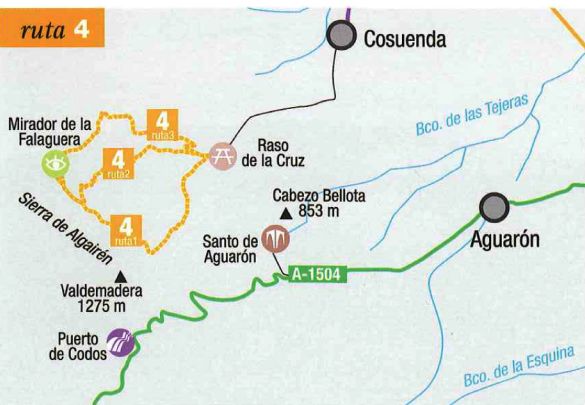 ruta 4
Cosuenda
Mirador de la
Falaguera
4
ruta3
4
ruta2
Raso
de la Cruz
Bco. de las Tejeras
Sierra de Algairén
4
ruta1
Cabezo Bellota
853 m
Santo de
Aguarón
Aguarón
A-1504
Valdemadera
1275 m
Puerto
de Codos
Bco. de la Esquina